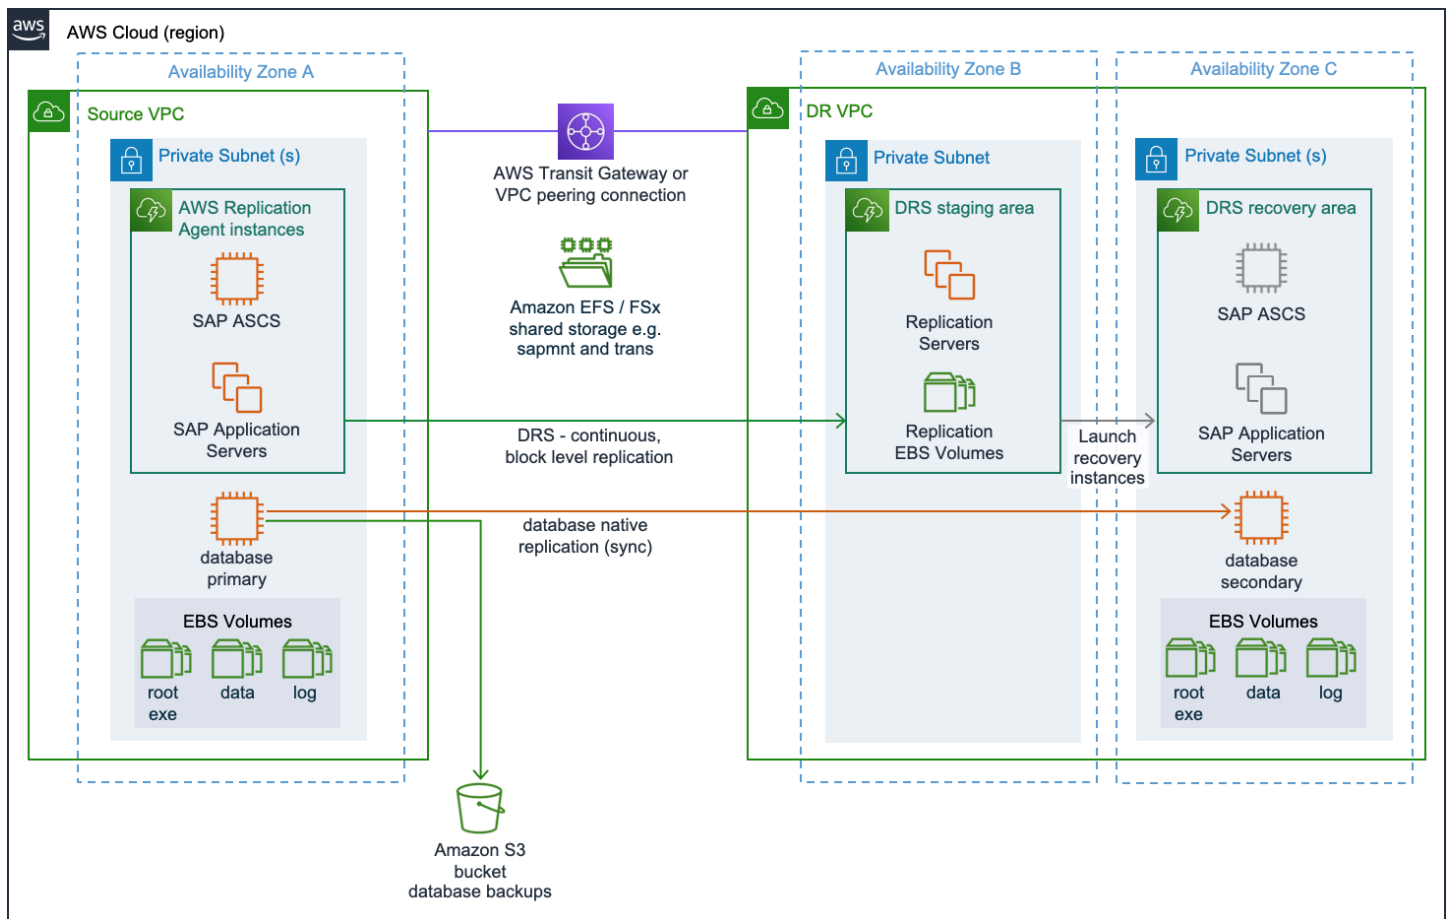 aws
AWS Cloud (region)
Availability Zone A
Source VPC
Private Subnet (s)
AWS Replication
Agent instances
SAP ASCS
SAP Application
Servers
database
primary
EBS Volumes
root
exe
data
log
AWS Transit Gateway or
VPC peering connection
Amazon EFS / FSx
shared storage e.g.
sapmnt and trans
DRS - continuous,
block level replication
database native
replication (sync)
Amazon S3
bucket
database backups
Availability Zone B
DR VPC
Private Subnet
DRS staging area
Replication
Servers
Replication
EBS Volumes
Launch
recovery
instances
Availability Zone C
Private Subnet (s)
DRS recovery area
SAP ASCS
SAP Application
Servers
database
secondary
EBS Volumes
root
exe
data
log